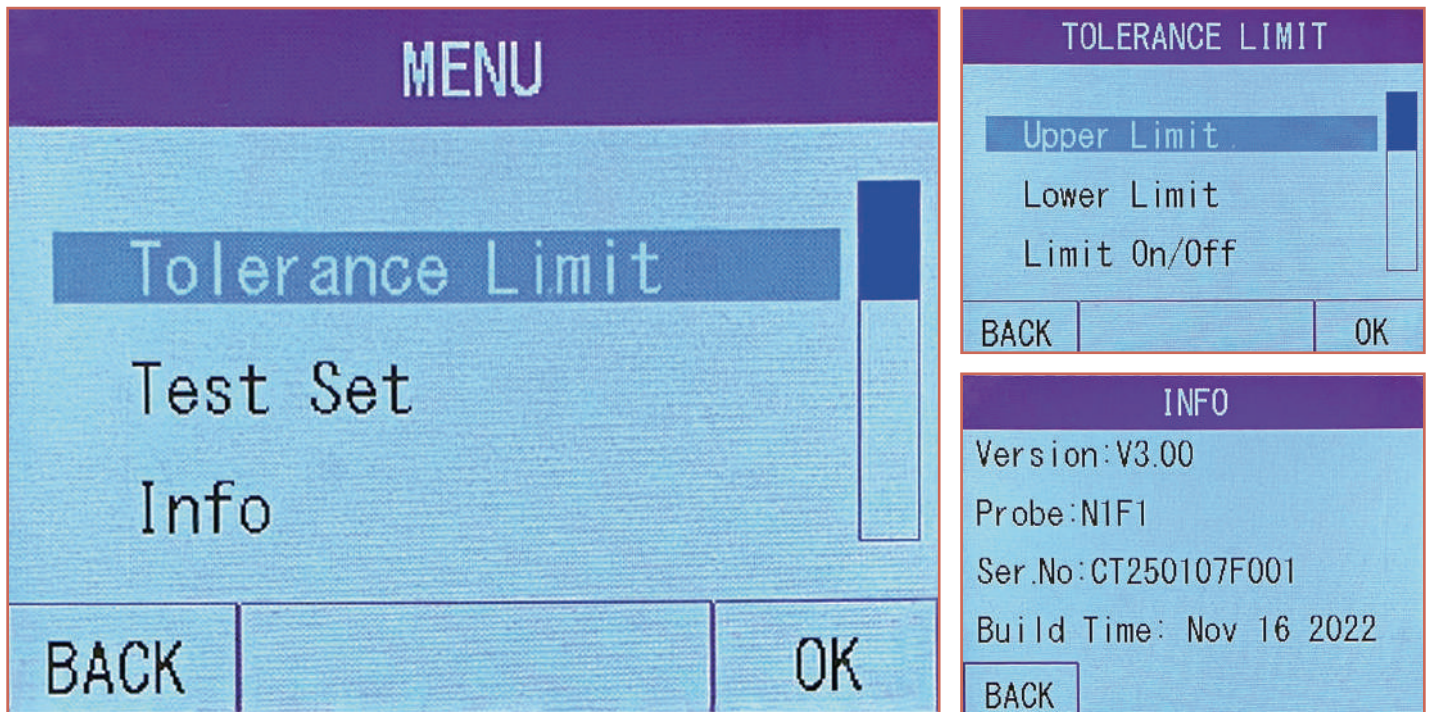 MENU
Tolerance Limit
Test Set
Info
BACK
OK
TOLERANCE LIMIT
Upper Limit
Lower Limit
Limit On/Off
BACK
OK
INFO
Version:V3.00
Probe:N1F1
Ser.No:CT250107F001
Build Time: Nov 16 2022
BACK